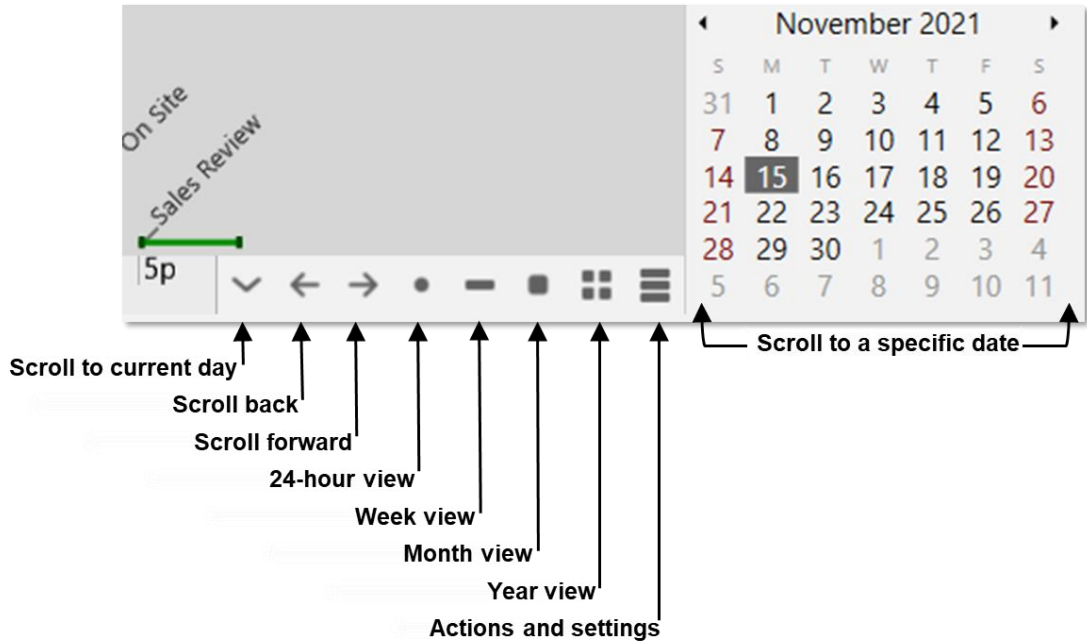 November 2021
S M T W T F S
31 1 2 3 4 5 6
7 8 9 10 11 12 13
14 15 16 17 18 19 20
21 22 23 24 25 26 27
28 29 30 1 2 3 4
5 6 7 8 9 10 11
On Site
Sales Review
5p
Scroll to a specific date
Scroll to current day
Scroll back
Scroll forward
24-hour view
Week view
Month view
Year view
Actions and settings